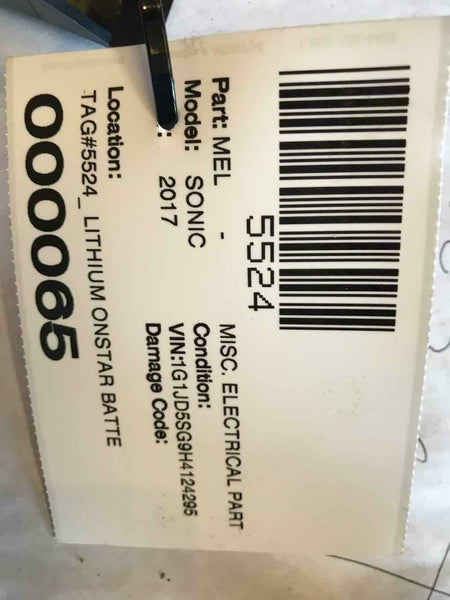 5524
Part: MEL - MISC. ELECTRICAL PART
Model: SONIC Condition:
: 2017 VIN:1G1JD5SG9H4124295
Damage Code:
Location:
TAG#5524_ LITHIUM ONSTAR BATTE
000065